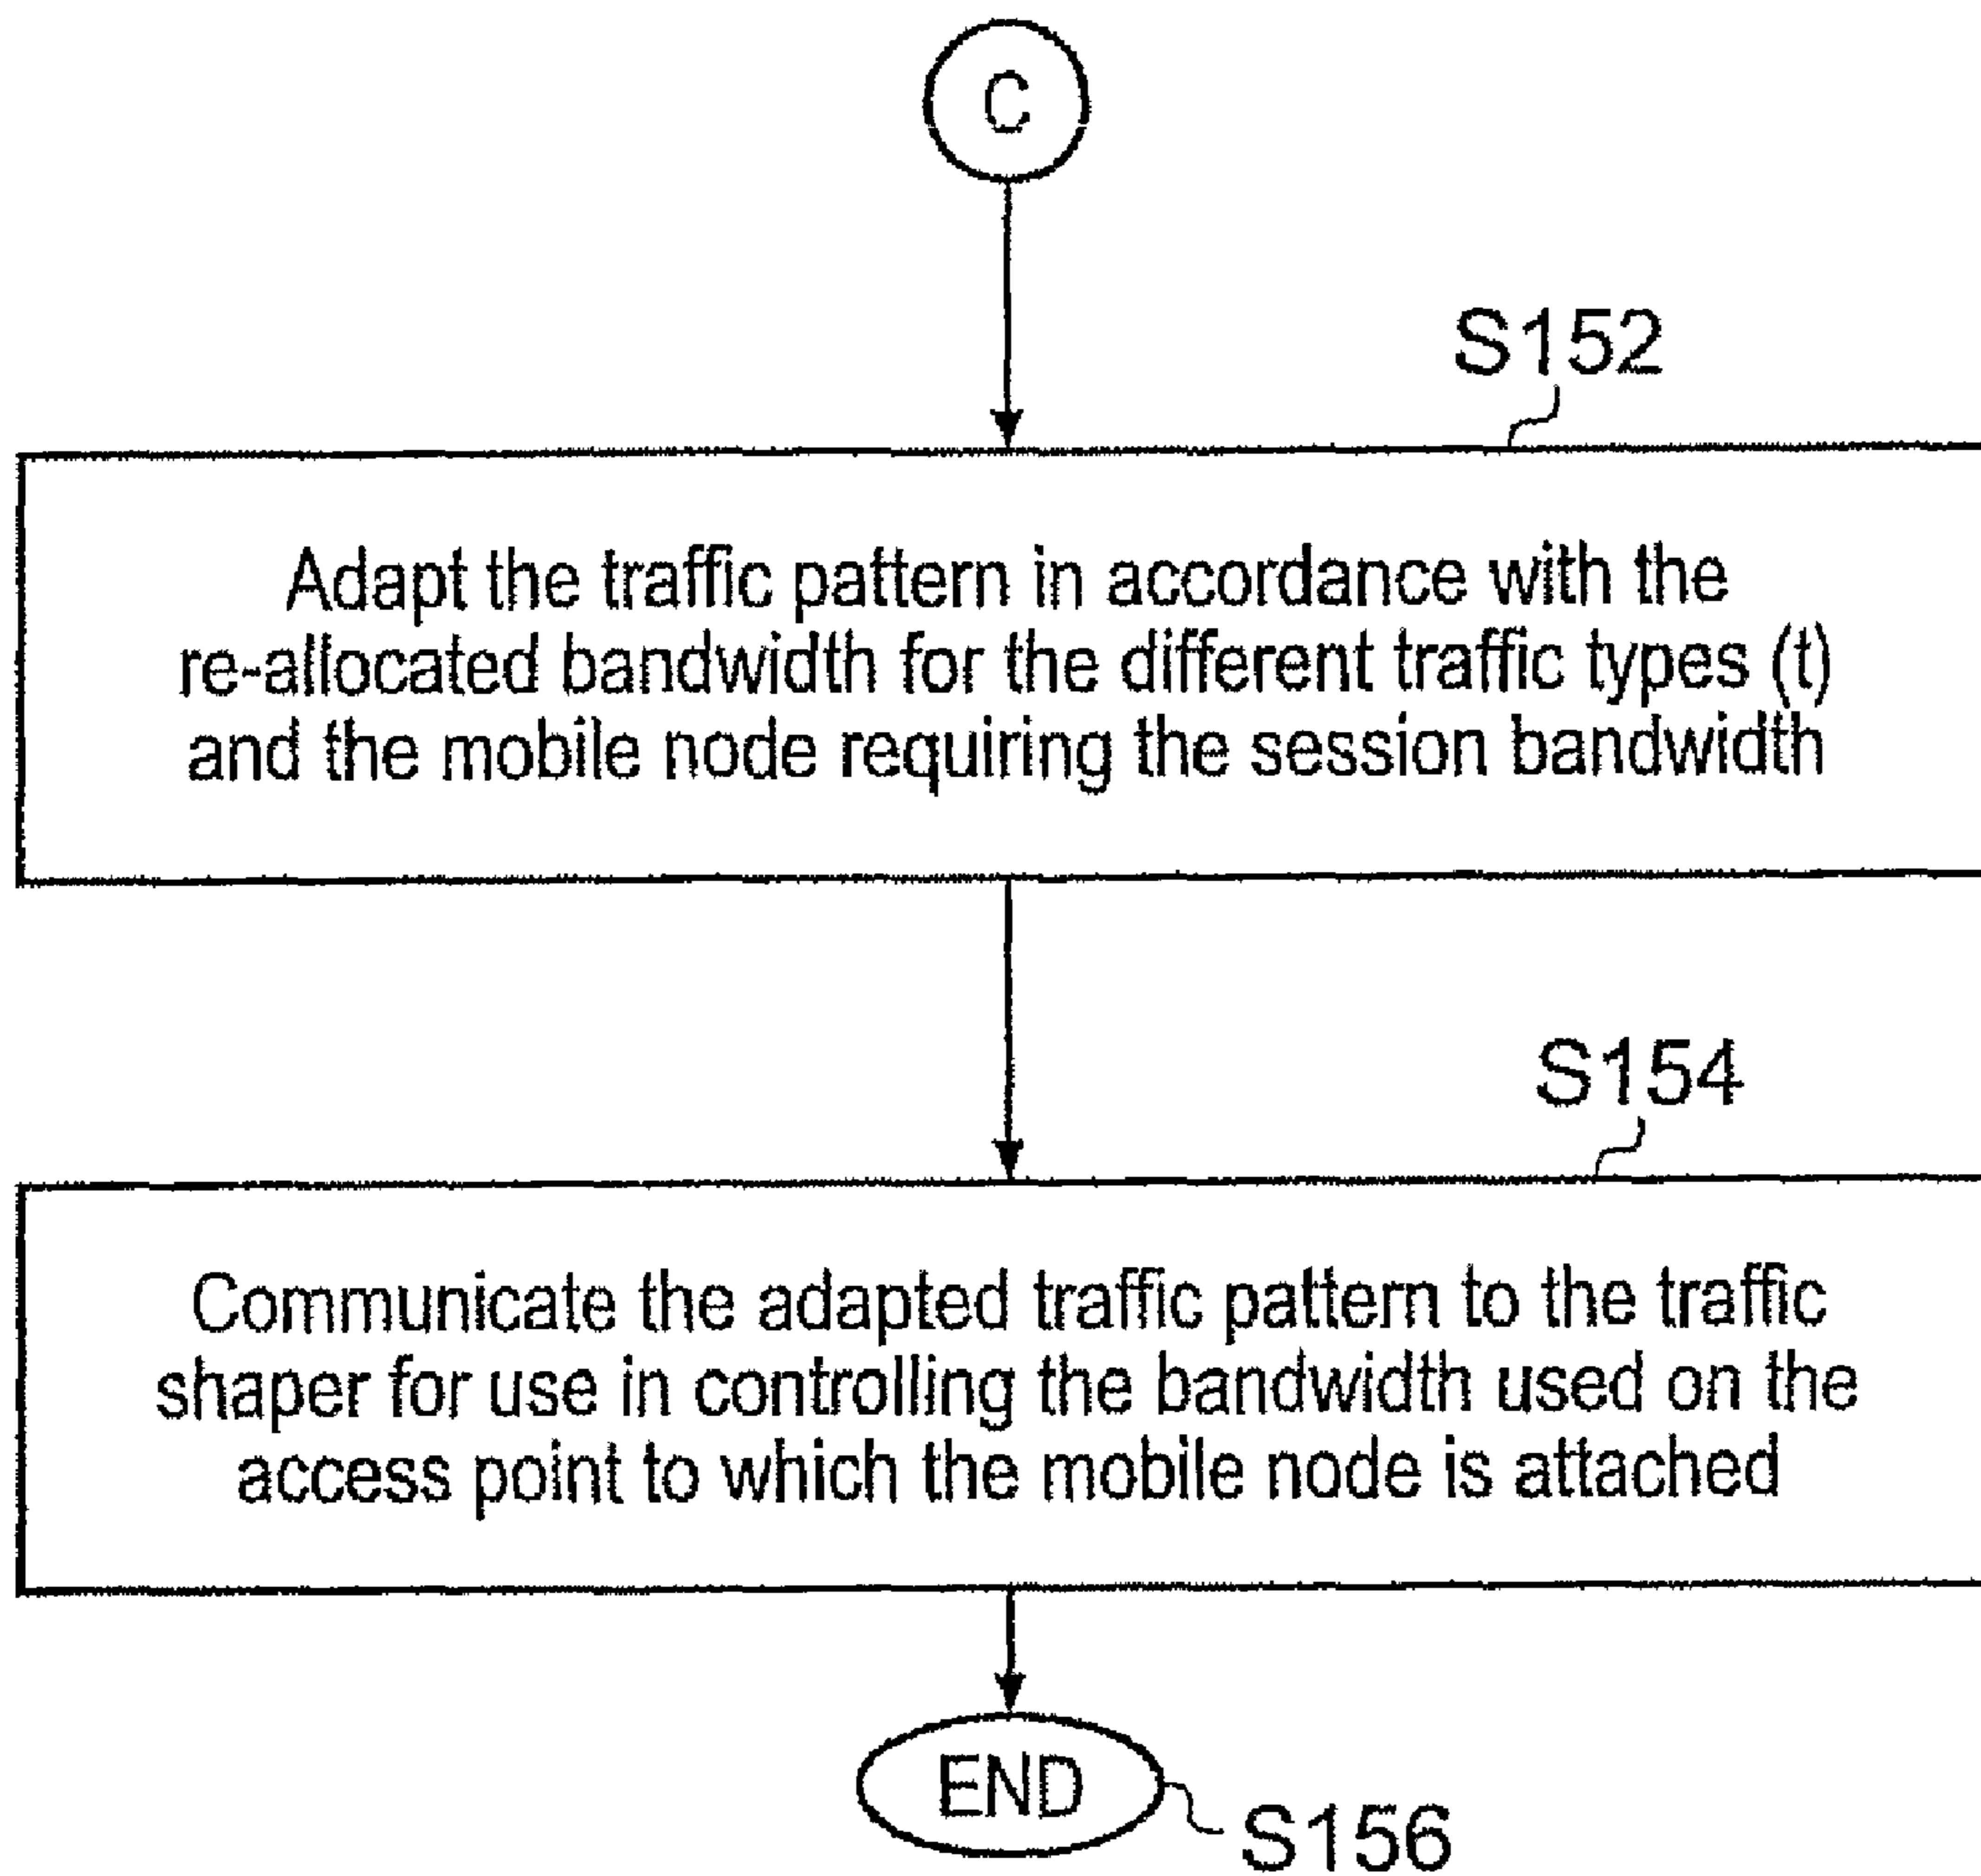 C
S152
Adapt the traffic pattern in accordance with the
re-allocated bandwidth for the different traffic types (t)
and the mobile node requiring the session bandwidth
S154
Communicate the adapted traffic pattern to the traffic
shaper for use in controlling the bandwidth used on the
access point to which the mobile node is attached
END
S156